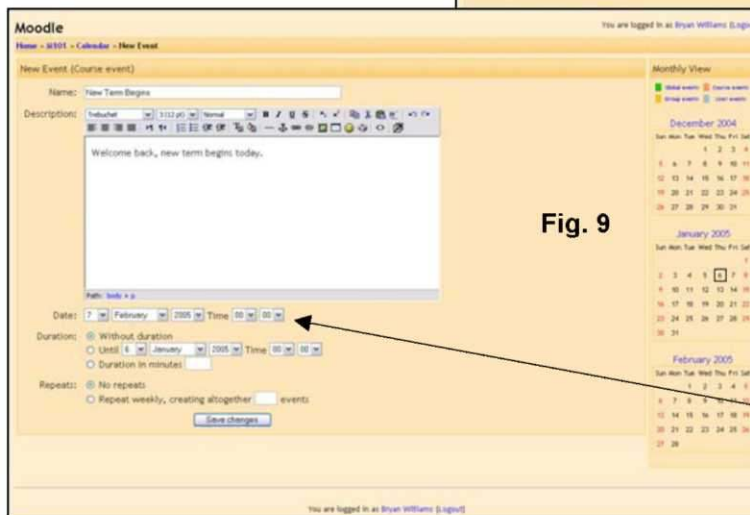 Moodle
You are logged in as Bryan Williams (Logout
Home » » Calendar » New Event
New Event (Course event)
Name: New Term Begins
Description: Trebuchet 3 (12 pt) Normal B I U S
Welcome back, new term begins today.
Path: body » p
Date: 7 February 2005 Time 00 00
Duration: Without duration
Until 6 January 2005 Time 00 00
Duration in minutes
Repeats: No repeats
Repeat weekly, creating altogether events
Save changes
Fig. 9
Monthly View
Global events Course events
Group events User events
December 2004
Sun Mon Tue Wed Thu Fri Sat
1 2 3 4
5 6 7 8 9 10 11
12 13 14 15 16 17 18
19 20 21 22 23 24 25
26 27 28 29 30 31
January 2005
Sun Mon Tue Wed Thu Fri Sat
1
2 3 4 5 6 7 8
9 10 11 12 13 14 15
16 17 18 19 20 21 22
23 24 25 26 27 28 29
30 31
February 2005
Sun Mon Tue Wed Thu Fri Sat
1 2 3 4 5
6 7 8 9 10 11 12
13 14 15 16 17 18 19
20 21 22 23 24 25 26
27 28
You are logged in as Bryan Williams (Logout)